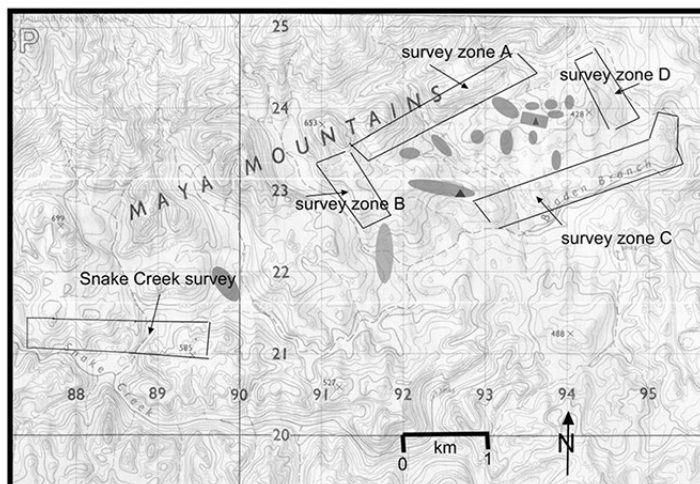 25
survey zone A
survey zone D
24
653
428
MAYA MOUNTAINS
Branch
23
survey zone B
survey zone C
699
22
Snake Creek survey
585
488
21
Snake Creek
88
89
90
91
92
93
94
95
527
20
km
0
1
N